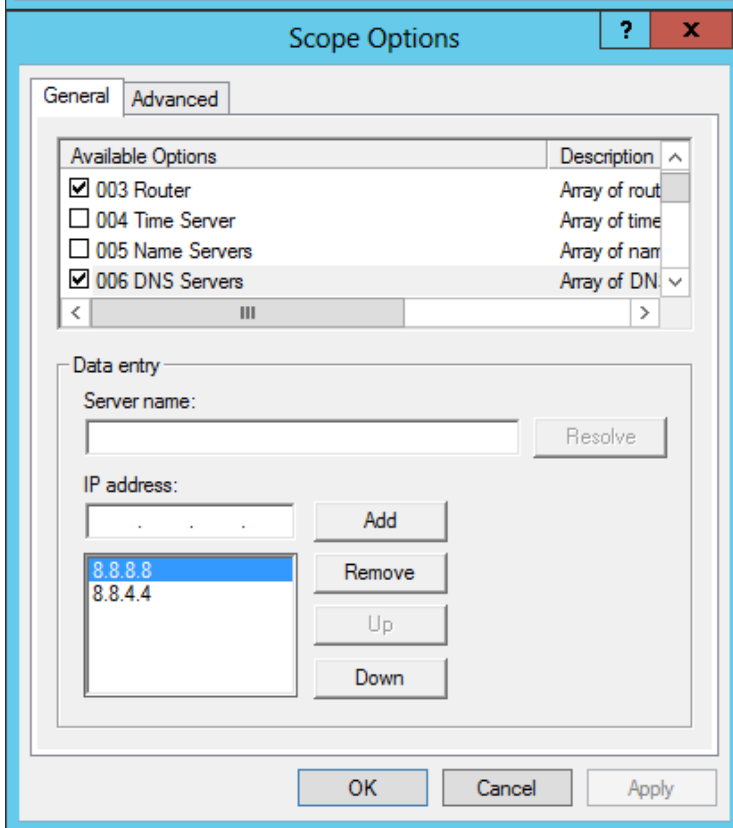 Scope Options
?
x
General
Advanced
Available Options
Description
003 Router
Array of rout
004 Time Server
Array of time
005 Name Servers
Array of nam
006 DNS Servers
Array of DN
Data entry
Server name:
Resolve
IP address:
. . .
Add
8.8.8.8
8.8.4.4
Remove
Up
Down
OK
Cancel
Apply